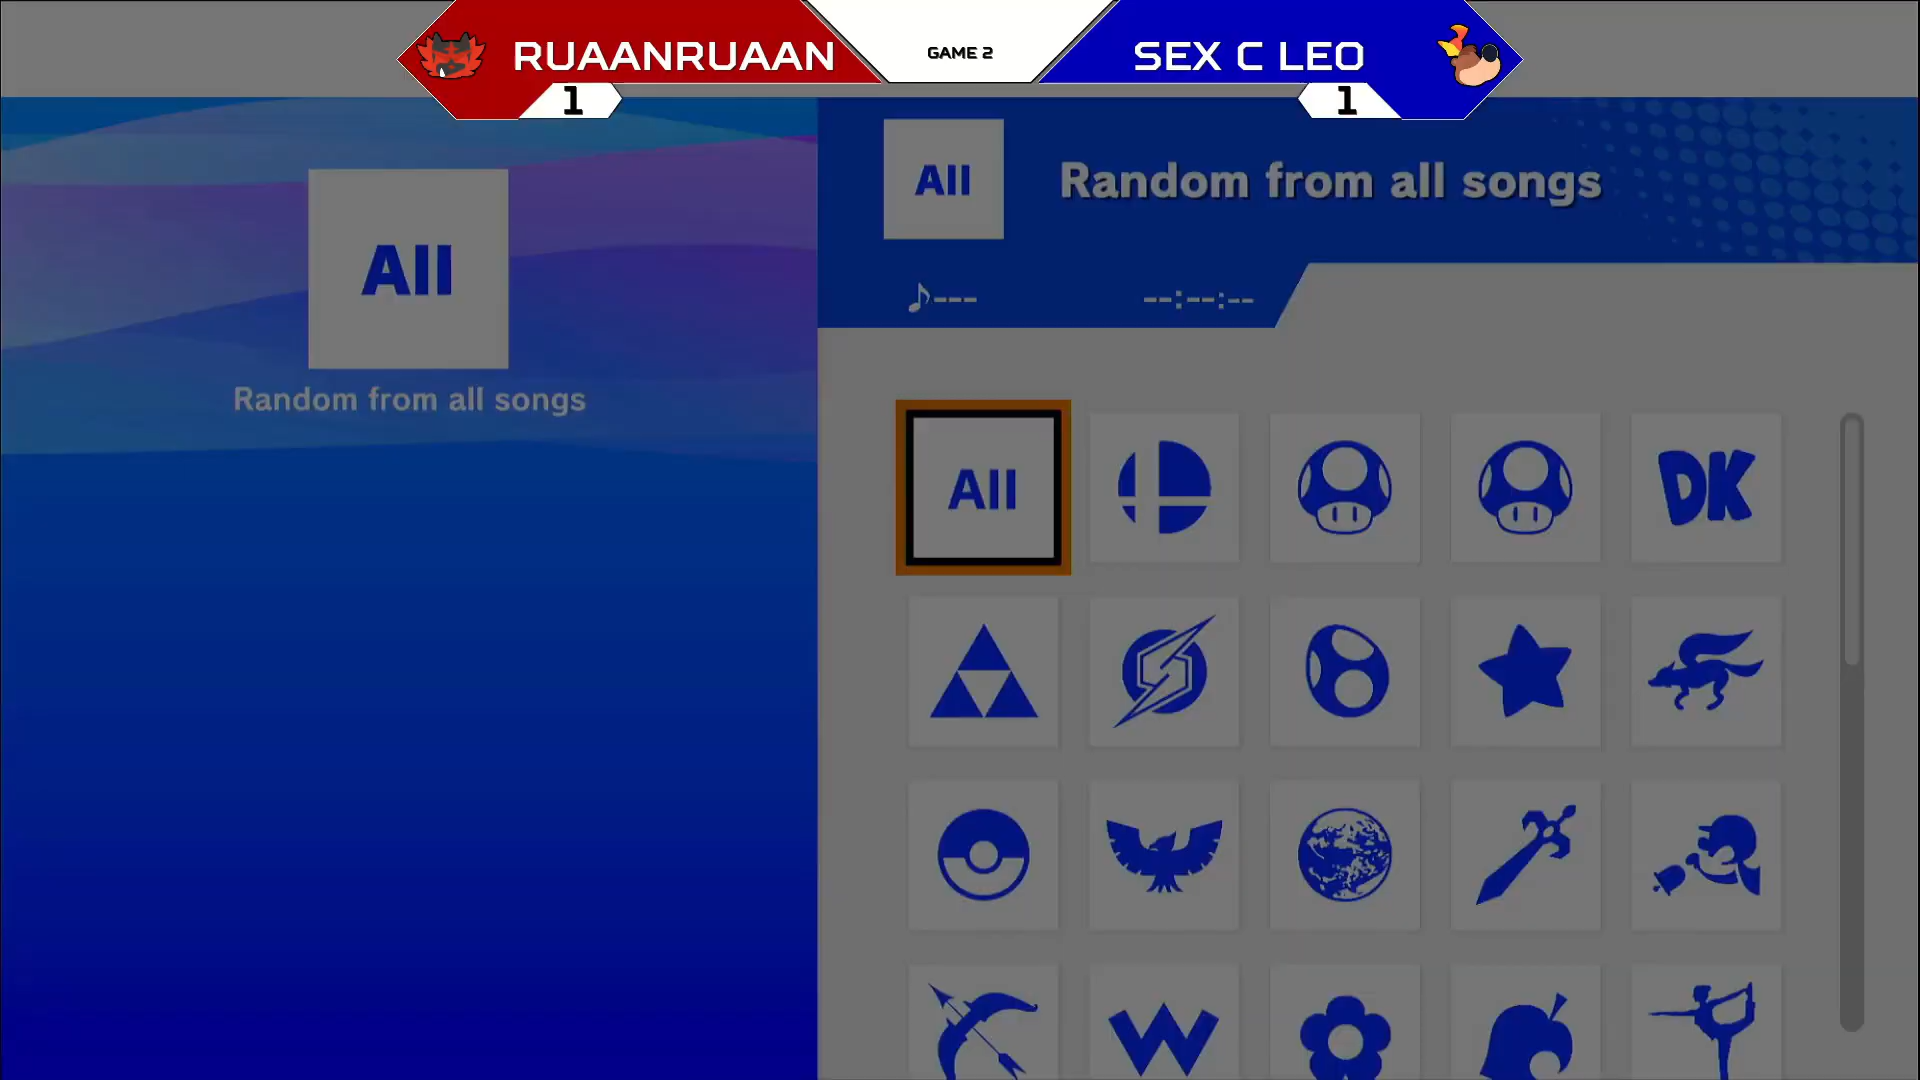 RUAANRUAAN
GAME 2
SEX C LEO
1
1
All
Random from all songs
All
Random from all songs
♪---
--:--:--
All
DK